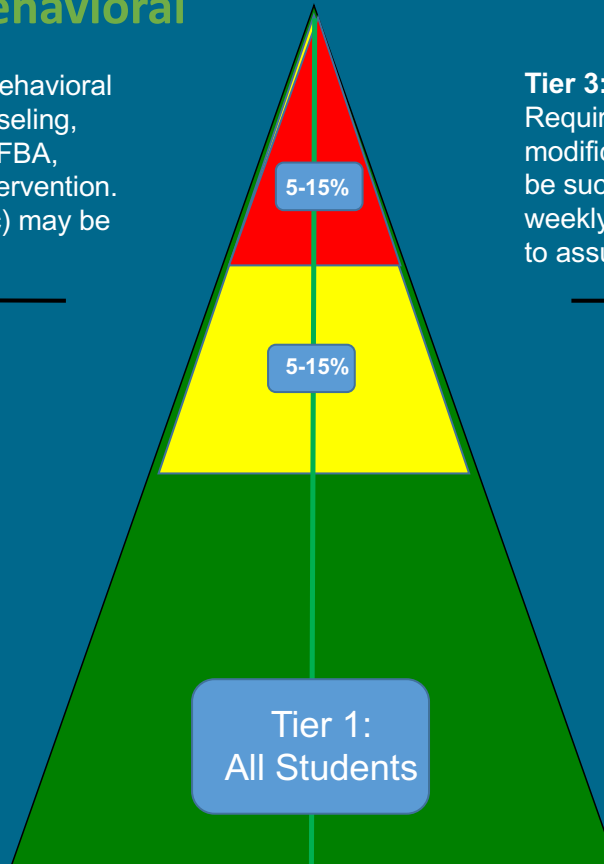 ehavioral
ehavioral
seling,
FBA,
ervention.
) may be
Tier 3:
Requir
modific
be suc
weekly
to assu
5-15%
5-15%
Tier 1:
All Students